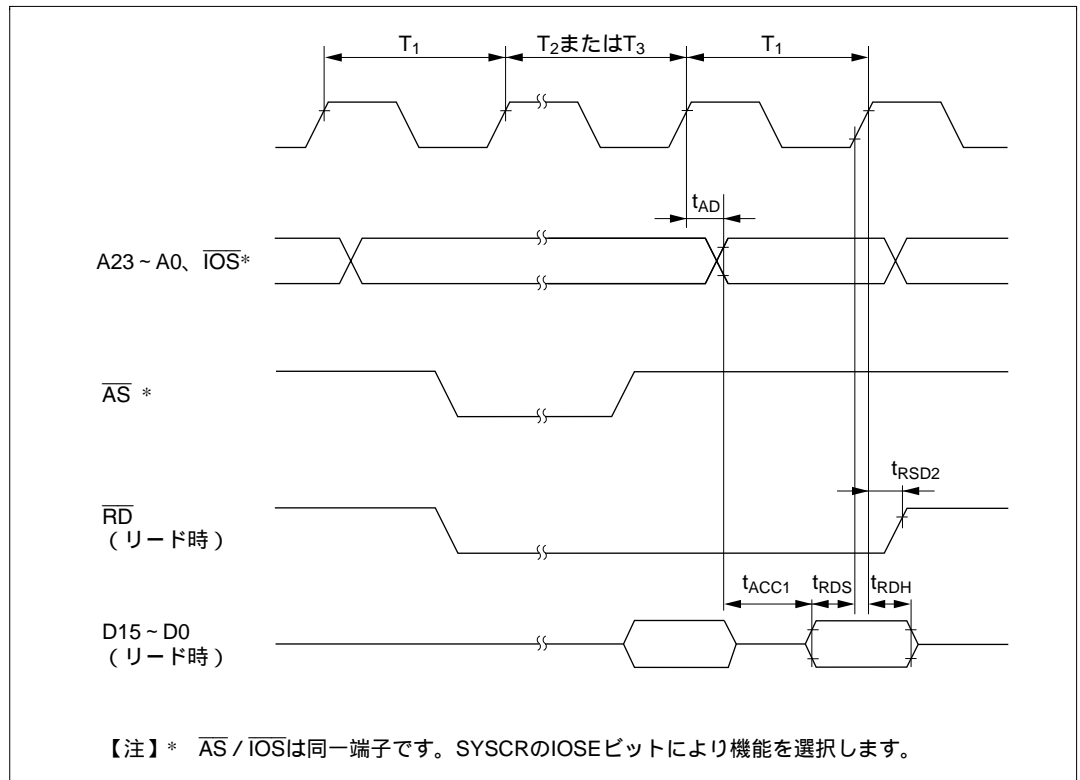 T1 T2またはT3 T1
tAD
A23 ~ A0、IOS*
AS *
tRSD2
RD
(リード時)
tACC1 tRDS tRDH
D15 ~ D0
(リード時)
【注】* AS / IOSは同一端子です。SYSCRのIOSEビットにより機能を選択します。